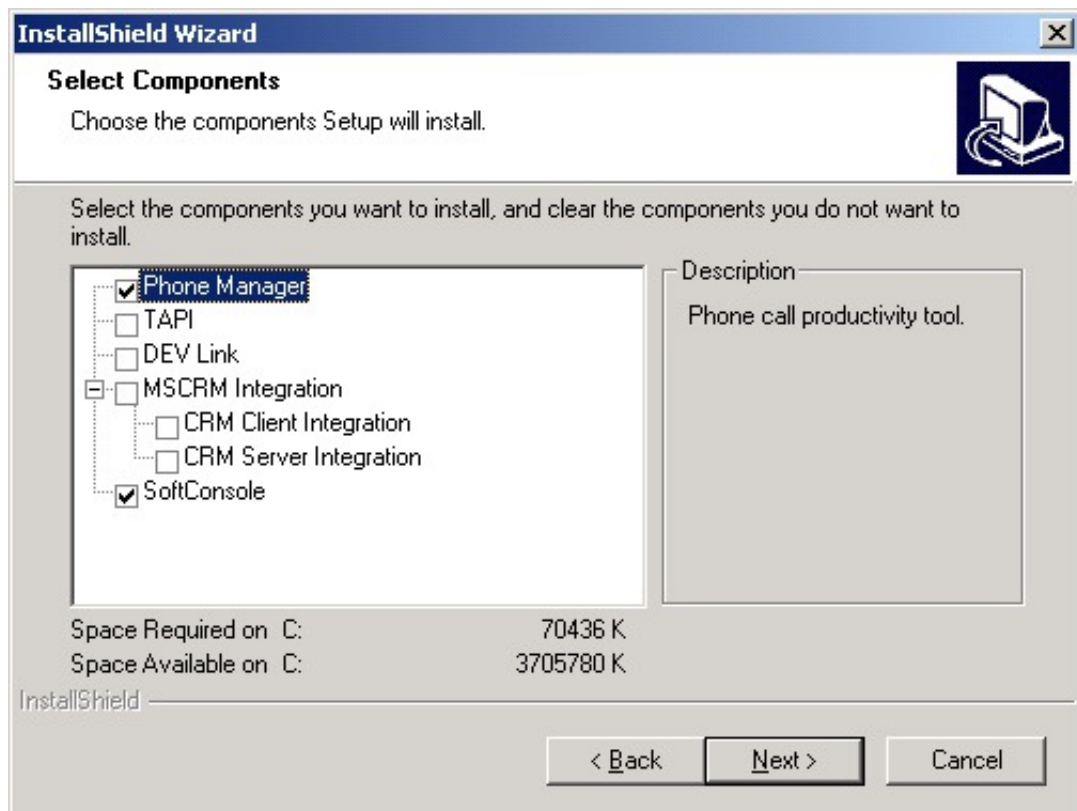 InstallShield Wizard
Select Components
Choose the components Setup will install.
Select the components you want to install, and clear the components you do not want to
install.
Phone Manager
TAPI
DEV Link
MSCRM Integration
CRM Client Integration
CRM Server Integration
SoftConsole
Description
Phone call productivity tool.
Space Required on C: 70436 K
Space Available on C: 3705780 K
InstallShield
< Back Next > Cancel